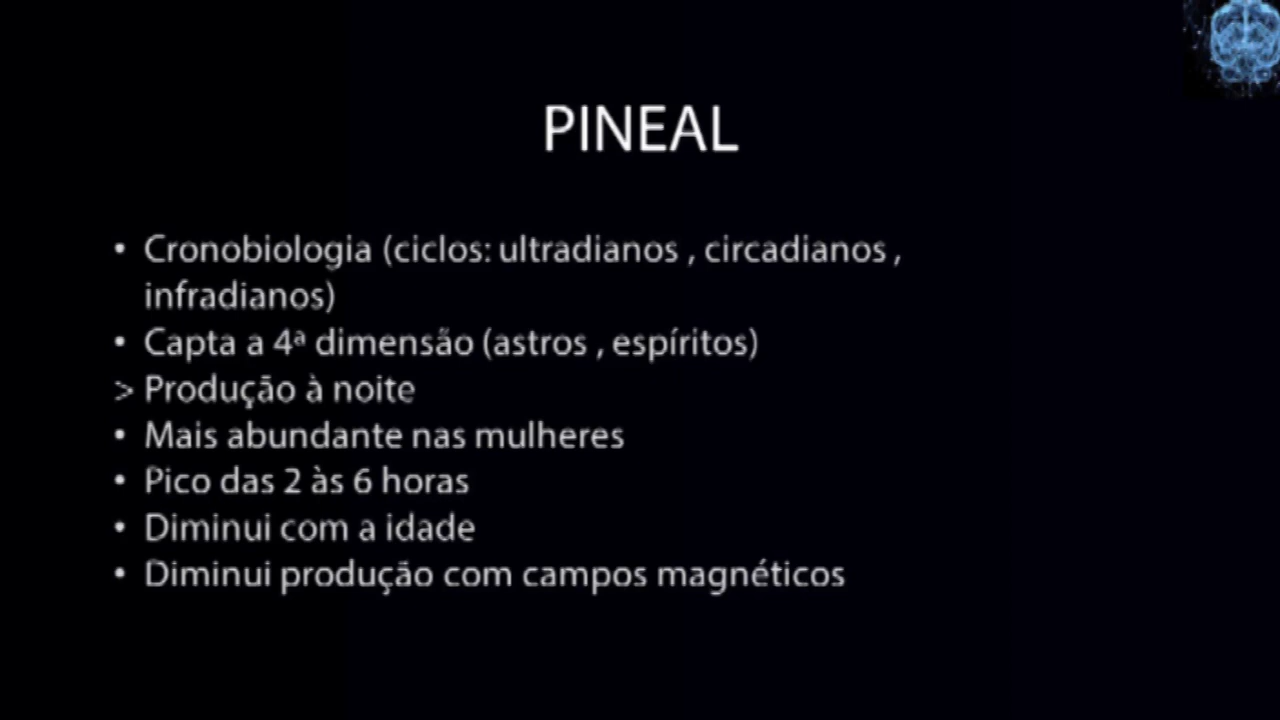 PINEAL
• Cronobiologia (ciclos: ultradianos , circadianos ,
infradianos)
• Capta a 4ª dimensão (astros , espíritos)
> Produção à noite
• Mais abundante nas mulheres
• Pico das 2 às 6 horas
• Diminui com a idade
• Diminui produção com campos magnéticos